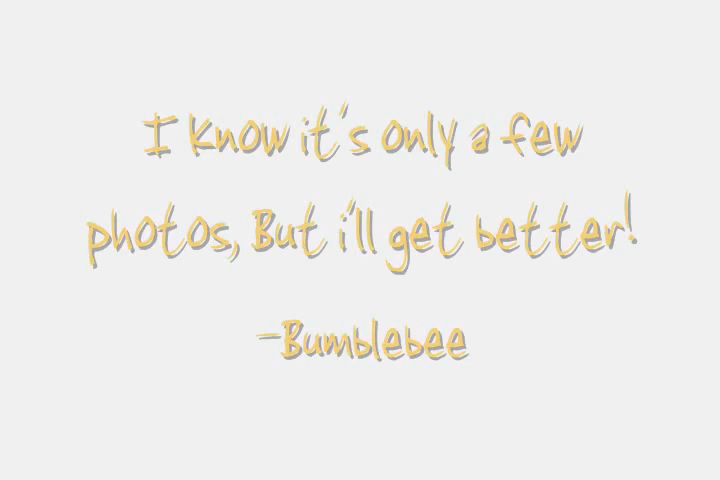 I know it's only a few
photos, But i'll get better!
-Bumblebee